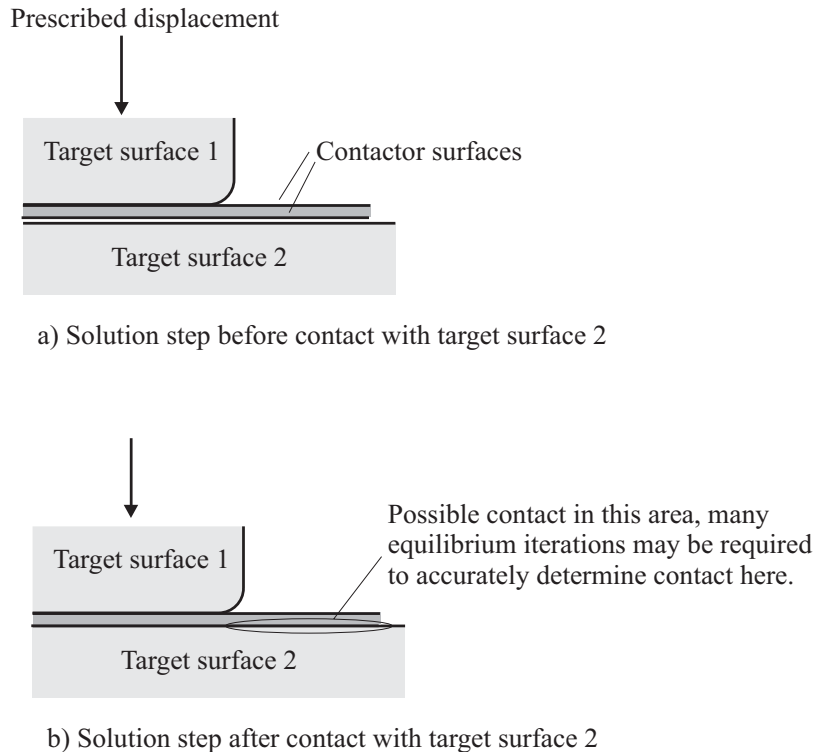 Prescribed displacement
Target surface 1
Contactor surfaces
Target surface 2
a) Solution step before contact with target surface 2
Possible contact in this area, many
equilibrium iterations may be required
to accurately determine contact here.
Target surface 1
Target surface 2
b) Solution step after contact with target surface 2